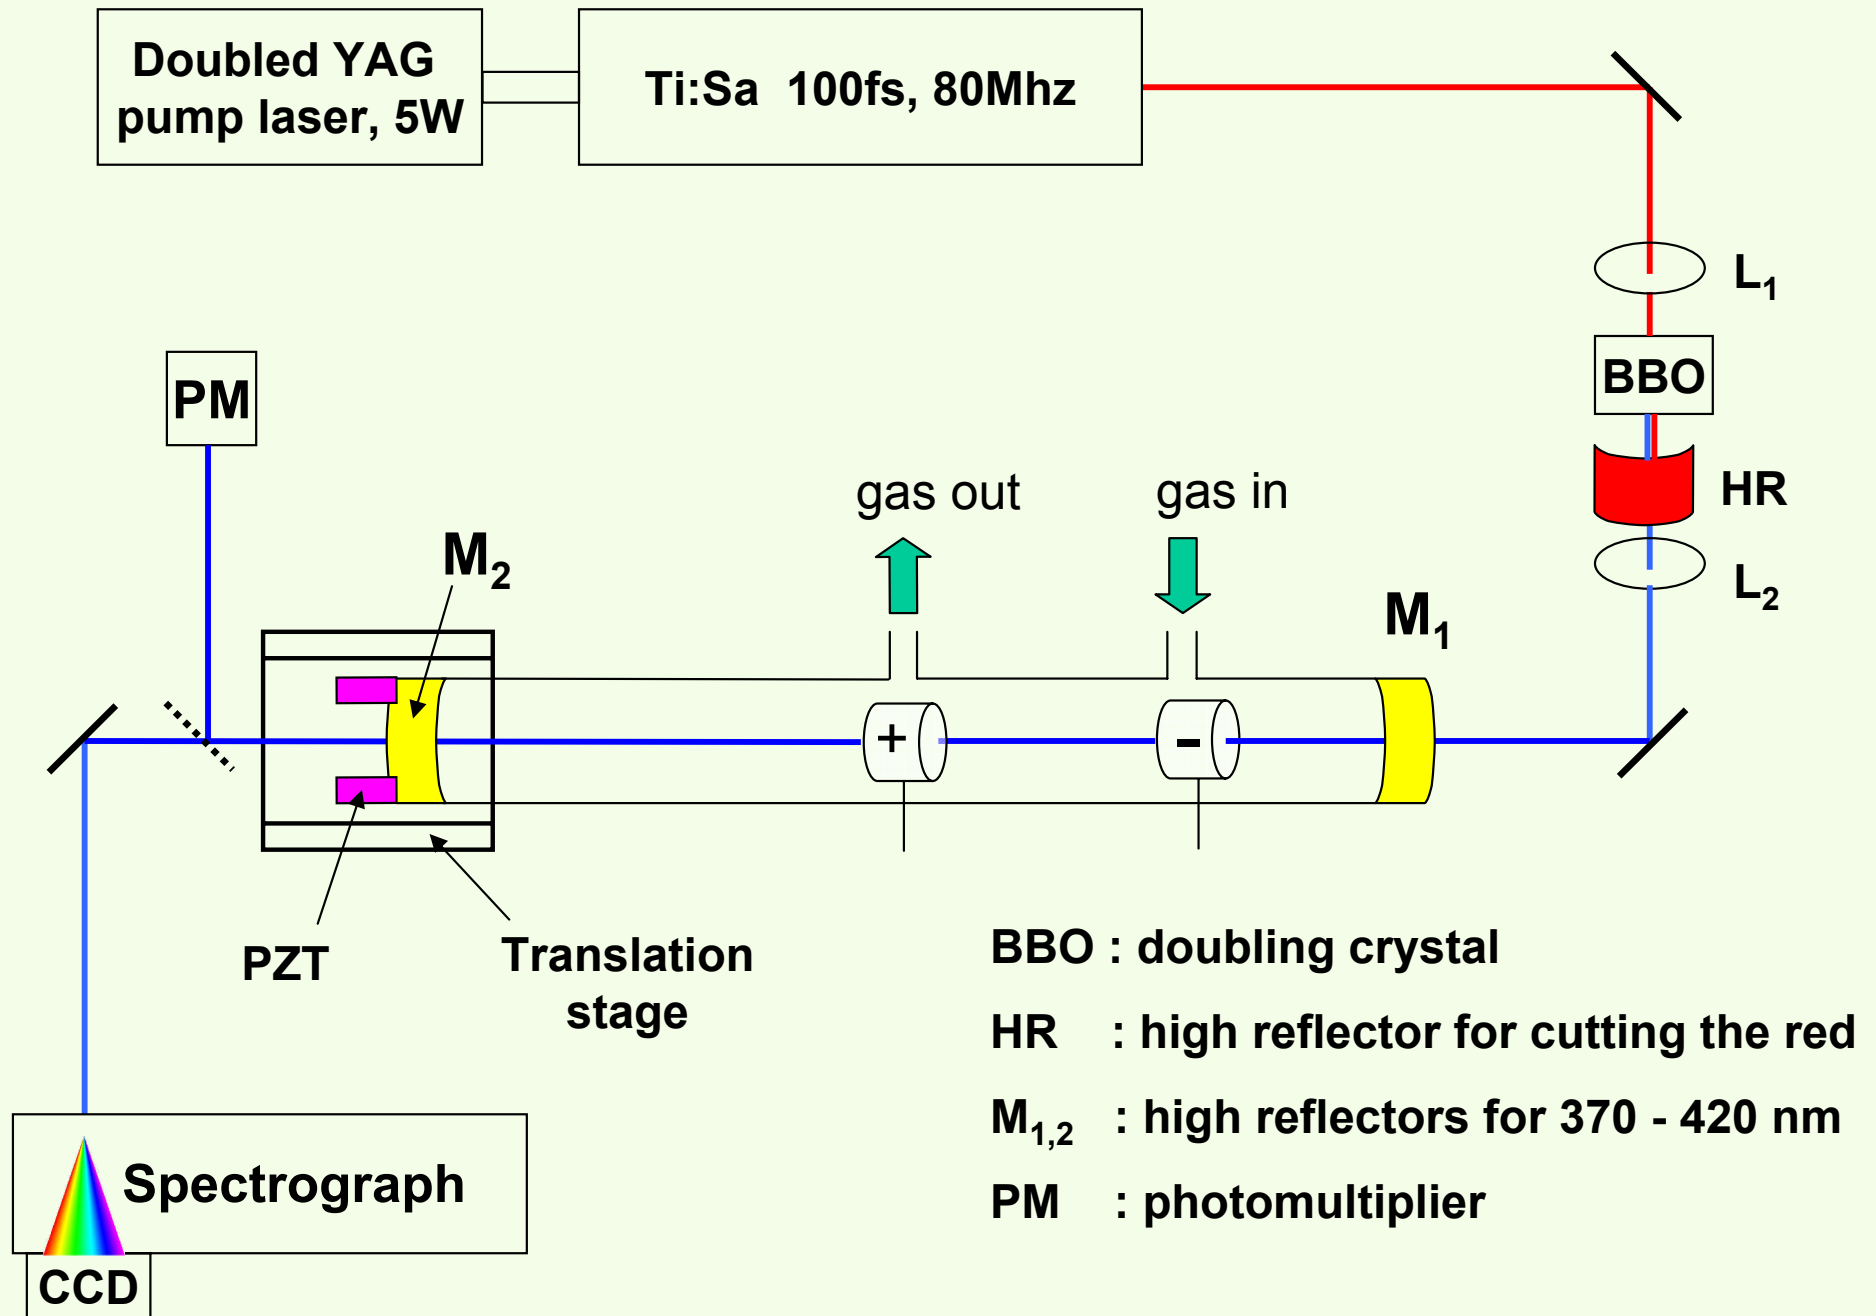 Doubled YAG
pump laser, 5W
Ti:Sa 100fs, 80Mhz
L1
BBO
PM
HR
gas out
gas in
M2
L2
M1
+
-
PZT
Translation
stage
BBO : doubling crystal
HR : high reflector for cutting the red
M1,2 : high reflectors for 370 - 420 nm
PM : photomultiplier
Spectrograph
CCD